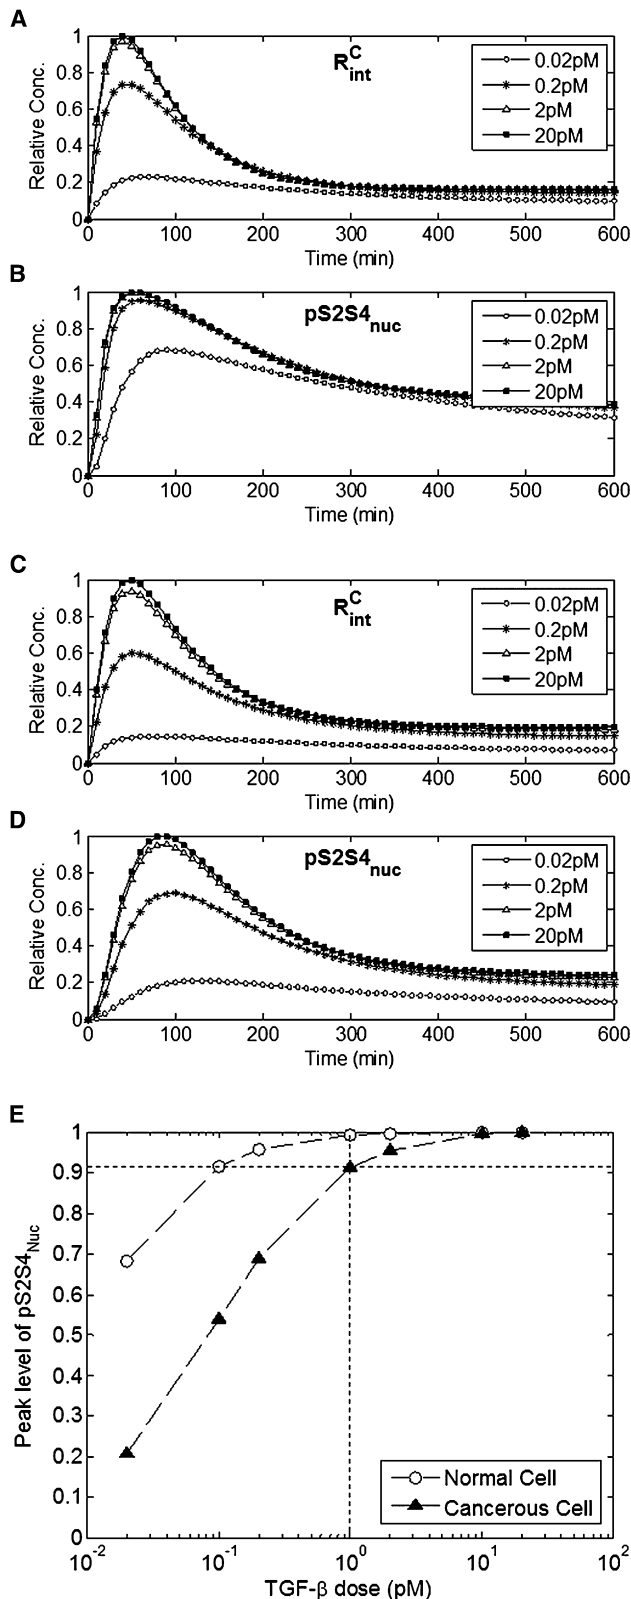 A
1
0.8
0.6
0.4
0.2
0
Relative Conc.
R^C_int
0.02pM
0.2pM
2pM
20pM
0 100 200 300 400 500 600
Time (min)
B
1
0.8
0.6
0.4
0.2
0
Relative Conc.
pS2S4nuc
0.02pM
0.2pM
2pM
20pM
0 100 200 300 400 500 600
Time (min)
C
1
0.8
0.6
0.4
0.2
0
Relative Conc.
R^C_int
0.02pM
0.2pM
2pM
20pM
0 100 200 300 400 500 600
Time (min)
D
1
0.8
0.6
0.4
0.2
0
Relative Conc.
pS2S4nuc
0.02pM
0.2pM
2pM
20pM
0 100 200 300 400 500 600
Time (min)
E
1
0.9
0.8
0.7
0.6
0.5
0.4
0.3
0.2
0.1
0
Peak level of pS2S4Nuc
Normal Cell
Cancerous Cell
10^-2 10^-1 10^0 10^1 10^2
TGF-β dose (pM)